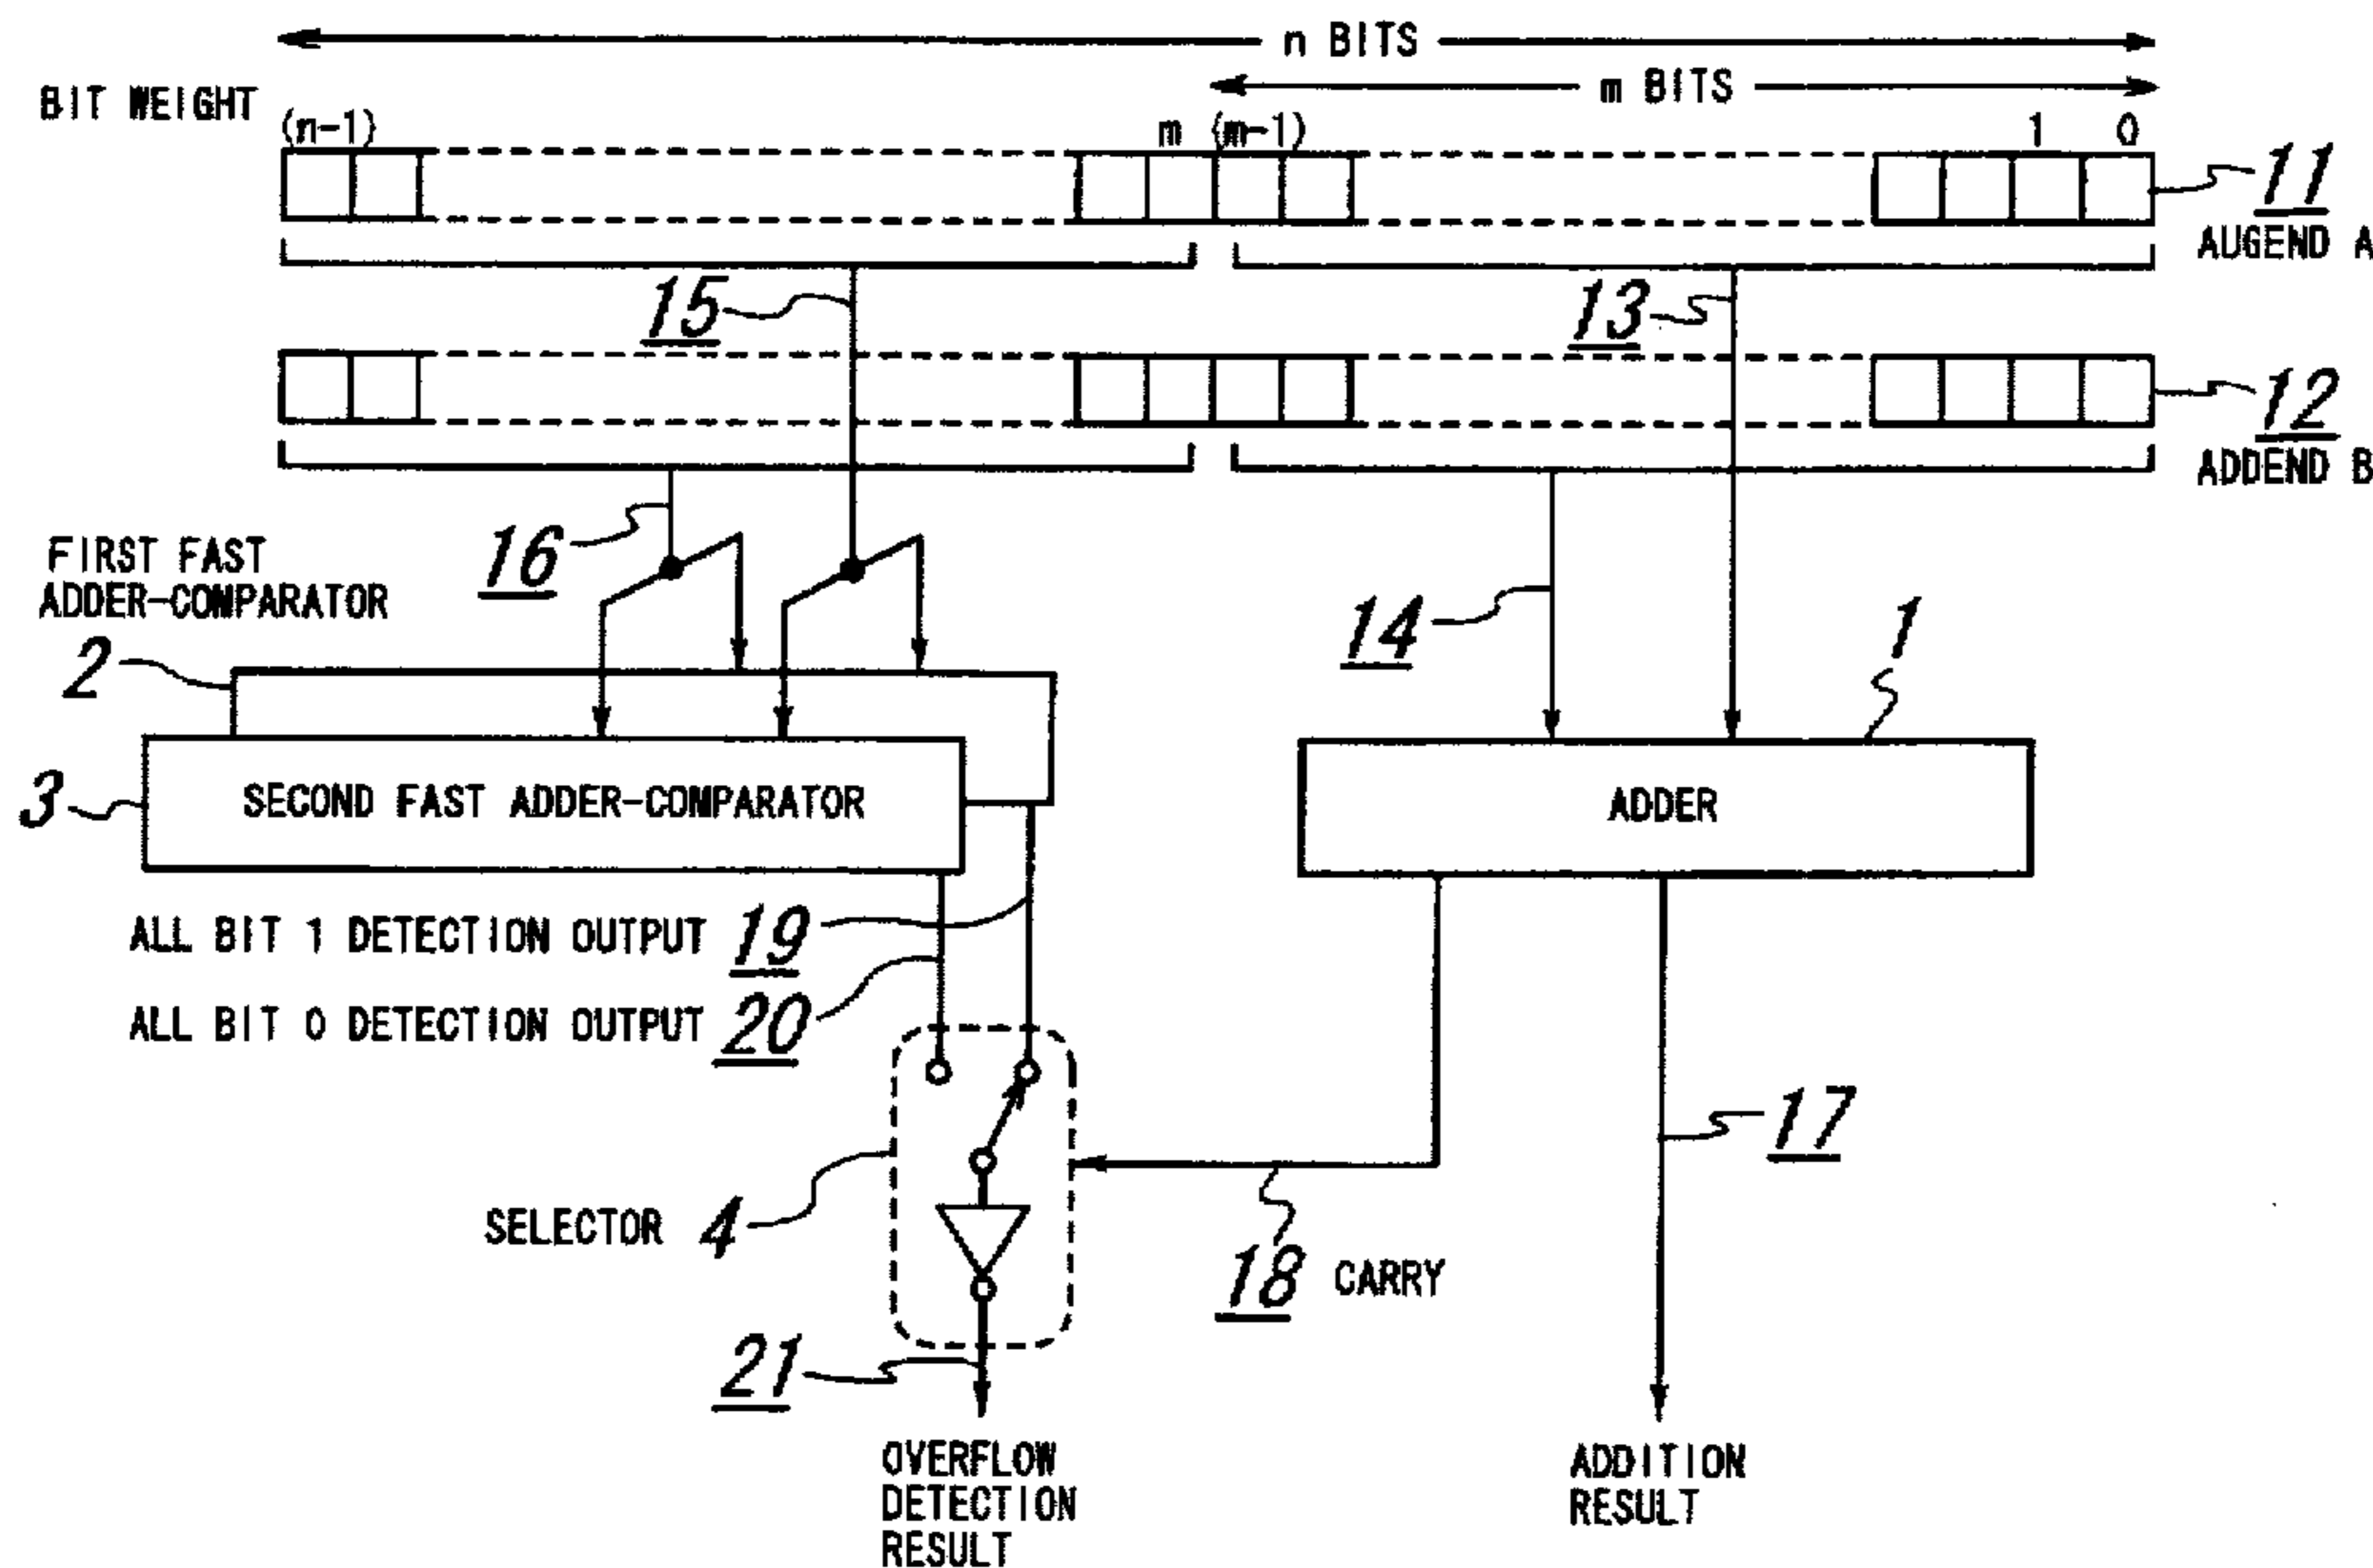 n BITS
BIT WEIGHT
m BITS
(n-1) m (m-1) 1 0
11
AUGEND A
15 13
12
ADDEND B
16
FIRST FAST
ADDER-COMPARATOR
14 1
2
3 SECOND FAST ADDER-COMPARATOR ADDER
ALL BIT 1 DETECTION OUTPUT 19
ALL BIT 0 DETECTION OUTPUT 20
17
SELECTOR 4
18 CARRY
21
OVERFLOW
DETECTION
RESULT
ADDITION
RESULT